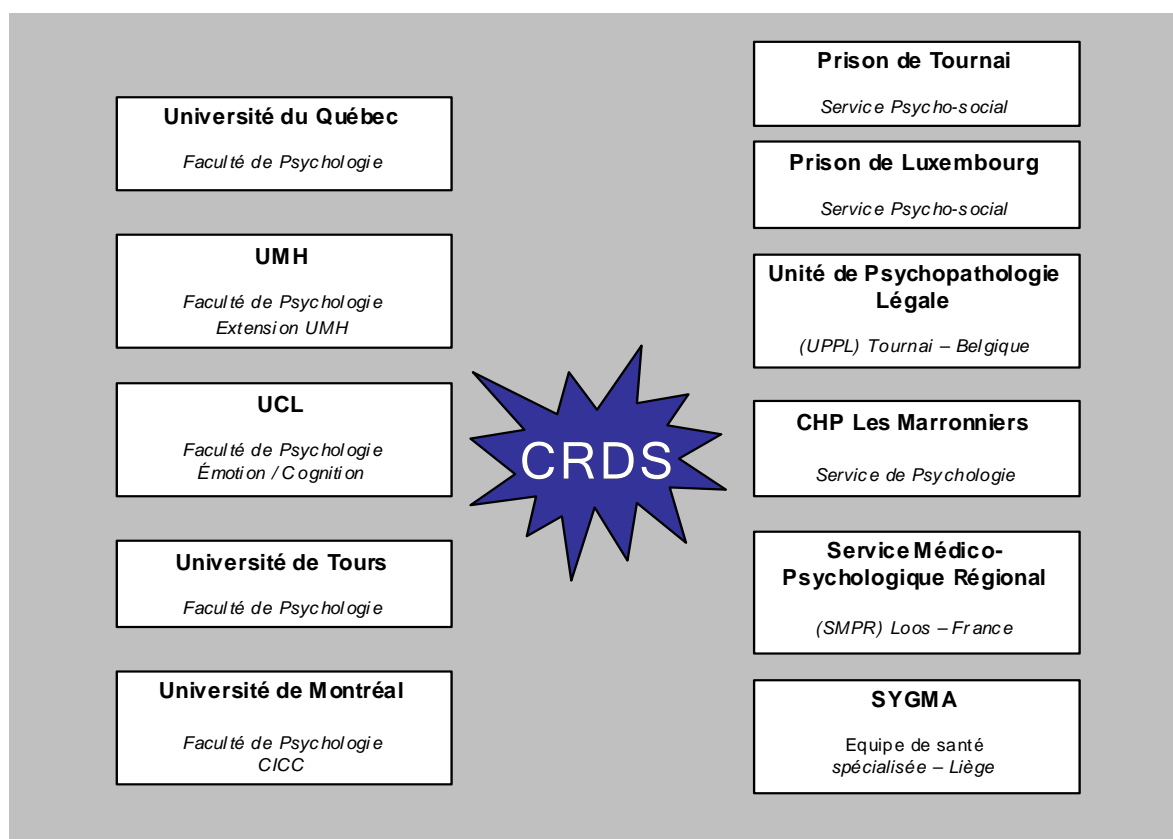 Université du Québec
Faculté de Psychologie
UMH
Faculté de Psychologie
Extension UMH
UCL
Faculté de Psychologie
Émotion / Cognition
Université de Tours
Faculté de Psychologie
Université de Montréal
Faculté de Psychologie
CICC
CRDS
Prison de Tournai
Service Psycho-social
Prison de Luxembourg
Service Psycho-social
Unité de Psychopathologie
Légale
(UPPL) Tournai – Belgique
CHP Les Marronniers
Service de Psychologie
Service Médico-
Psychologique Régional
(SMPR) Loos – France
SYGMA
Equipe de santé
spécialisée – Liège